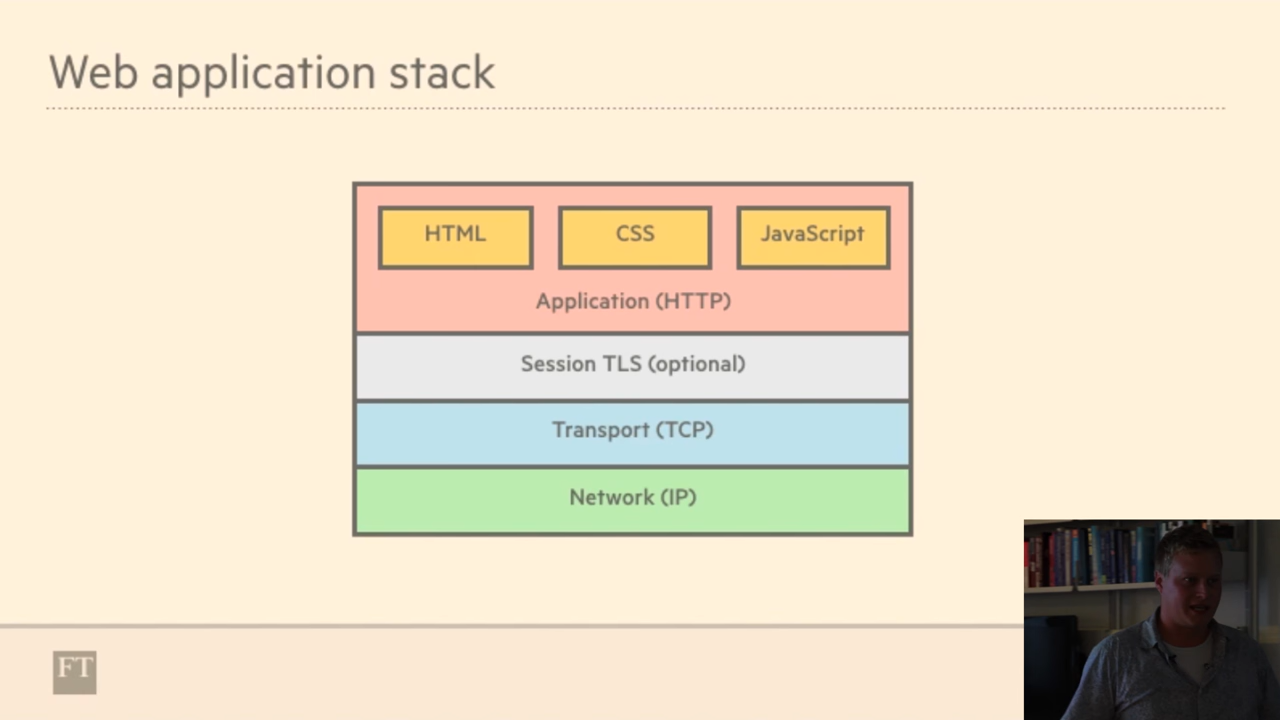 Web application stack
HTML
CSS
JavaScript
Application (HTTP)
Session TLS (optional)
Transport (TCP)
Network (IP)
FT